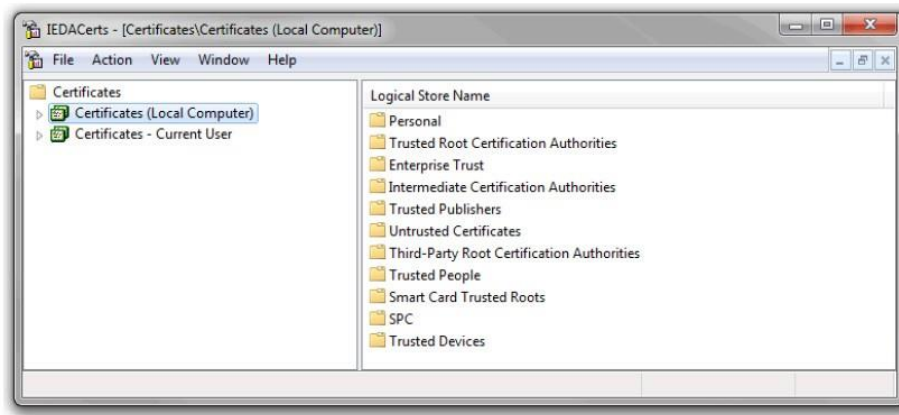 IEDACerts - [Certificates\Certificates (Local Computer)]
File Action View Window Help
Certificates
Certificates (Local Computer)
Certificates - Current User
Logical Store Name
Personal
Trusted Root Certification Authorities
Enterprise Trust
Intermediate Certification Authorities
Trusted Publishers
Untrusted Certificates
Third-Party Root Certification Authorities
Trusted People
Smart Card Trusted Roots
SPC
Trusted Devices